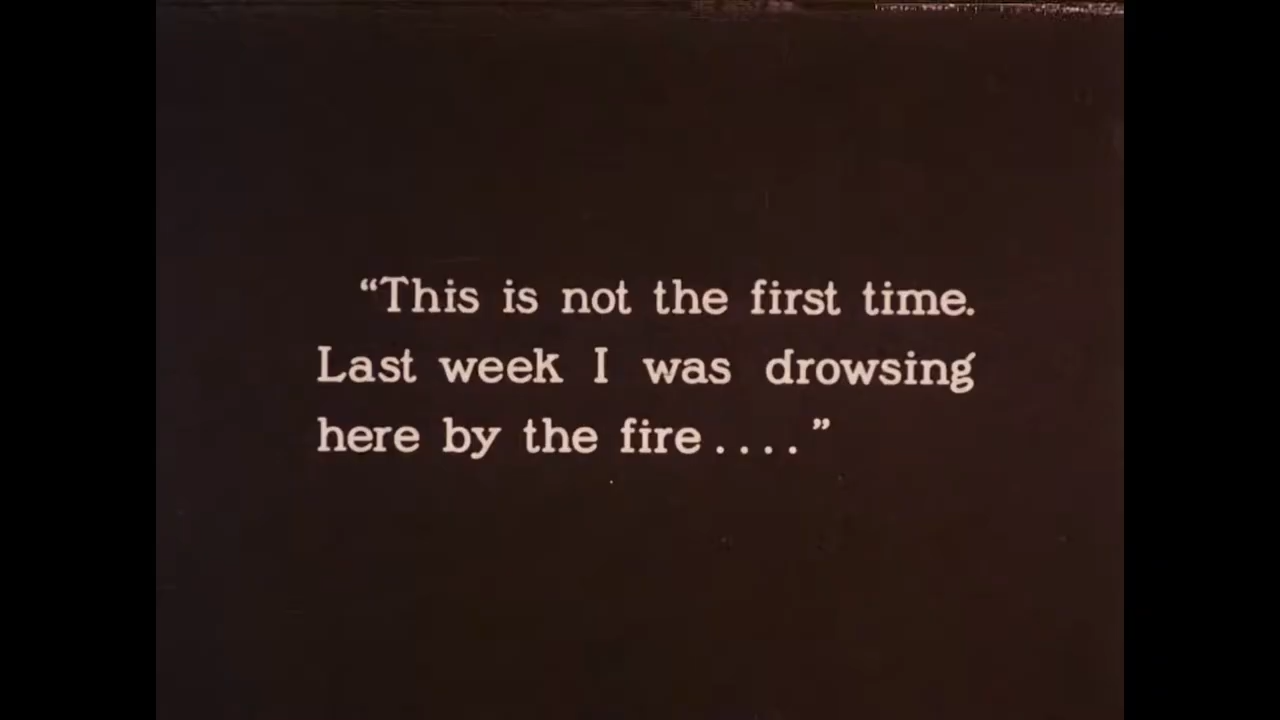 “This is not the first time.
Last week I was drowsing
here by the fire....”